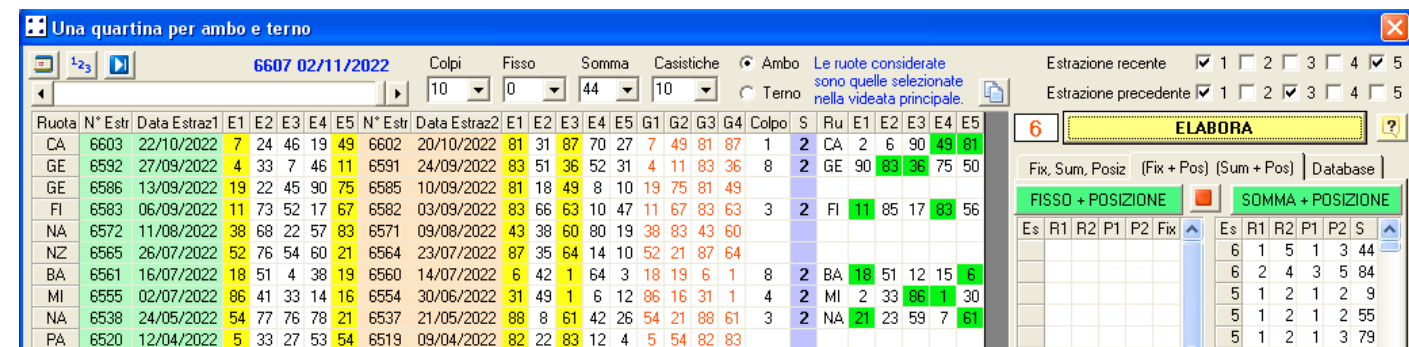 Una quartina per ambo e terno
1 2 3
6607 02/11/2022
Colpi Fisso Somma Casistiche
10 0 44 10
Ambo
Terno
Le ruote considerate
sono quelle selezionate
nella videata principale.
Estrazione recente 1 2 3 4 5
Estrazione precedente 1 2 3 4 5
6 ELABORA ?
Fix, Sum, Posiz (Fix + Pos) (Sum + Pos) Database
FISSO + POSIZIONE SOMMA + POSIZIONE
Ruota N° Estr Data Estraz1 E1 E2 E3 E4 E5 N° Estr Data Estraz2 E1 E2 E3 E4 E5 G1 G2 G3 G4 Colpo S Ru E1 E2 E3 E4 E5
CA 6603 22/10/2022 7 24 46 19 49 6602 20/10/2022 81 31 87 70 27 7 49 81 87 1 2 CA 2 6 90 49 81
GE 6592 27/09/2022 4 33 7 46 11 6591 24/09/2022 83 51 36 52 31 4 11 83 36 8 2 GE 90 83 36 75 50
GE 6586 13/09/2022 19 22 45 90 75 6585 10/09/2022 81 18 49 8 10 19 75 81 49
FI 6583 06/09/2022 11 73 52 17 67 6582 03/09/2022 83 66 63 10 47 11 67 83 63 3 2 FI 11 85 17 83 56
NA 6572 11/08/2022 38 68 22 57 83 6571 09/08/2022 43 38 60 80 19 38 83 43 60
NZ 6565 26/07/2022 52 76 54 60 21 6564 23/07/2022 87 35 64 14 10 52 21 87 64
BA 6561 16/07/2022 18 51 4 38 19 6560 14/07/2022 6 42 1 64 3 18 19 6 1 8 2 BA 18 51 12 15 6
MI 6555 02/07/2022 86 41 33 14 16 6554 30/06/2022 31 49 1 6 12 86 16 31 1 4 2 MI 2 33 86 1 30
NA 6538 24/05/2022 54 77 76 78 21 6537 21/05/2022 88 8 61 42 26 54 21 88 61 3 2 NA 21 23 59 7 61
PA 6520 12/04/2022 5 33 27 53 54 6519 09/04/2022 82 22 83 12 4 5 54 82 83
Es R1 R2 P1 P2 Fix
Es R1 R2 P1 P2 S
6 1 5 1 3 44
6 2 4 3 5 84
5 1 2 1 2 9
5 1 2 1 2 55
5 1 2 1 3 79